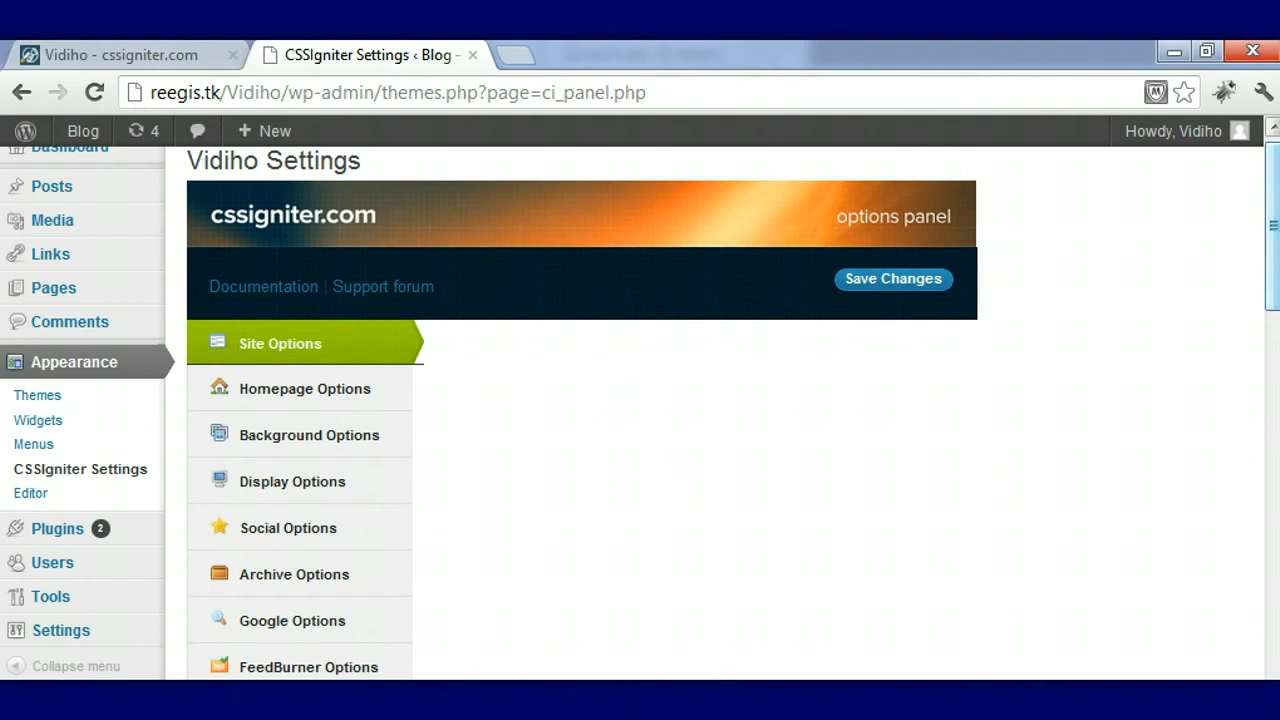 Vidiho - cssigniter.com
CSSIgniter Settings ‹ Blog -
reegis.tk/Vidiho/wp-admin/themes.php?page=ci_panel.php
Blog
4
New
Howdy, Vidiho
Dashboard
Posts
Media
Links
Pages
Comments
Appearance
Themes
Widgets
Menus
CSSIgniter Settings
Editor
Plugins 2
Users
Tools
Settings
Collapse menu
Vidiho Settings
cssigniter.com
options panel
Documentation | Support forum
Save Changes
Site Options
Homepage Options
Background Options
Display Options
Social Options
Archive Options
Google Options
FeedBurner Options